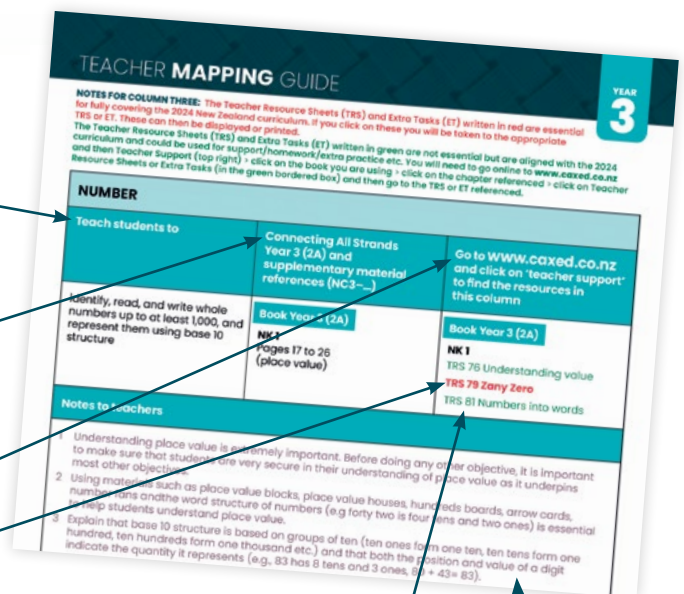 TEACHER MAPPING GUIDE
YEAR
3
NOTES FOR COLUMN THREE: The Teacher Resource Sheets (TRS) and Extra Tasks (ET) written in red are essential
for fully covering the 2024 New Zealand curriculum. If you click on these you will be taken to the appropriate
TRS or ET. These can then be displayed or printed.
The Teacher Resource Sheets (TRS) and Extra Tasks (ET) written in green are not essential but are aligned with the 2024
curriculum and could be used for support/homework/extra practice etc. You will need to go online to www.caxed.co.nz
and then Teacher Support (top right) > click on the book you are using > click on the chapter referenced > click on Teacher
Resource Sheets or Extra Tasks (in the green bordered box) and then go to the TRS or ET referenced.
NUMBER
Teach students to
Connecting All Strands
Year 3 (2A) and
supplementary material
references (NC3-_)
Go to www.caxed.co.nz
and click on 'teacher support'
to find the resources in
this column
Identify, read, and write whole
numbers up to at least 1,000, and
represent them using base 10
structure
Book Year 3 (2A)
NK 1
Pages 17 to 26
(place value)
Book Year 3 (2A)
NK 1
TRS 76 Understanding value
TRS 79 Zany Zero
TRS 81 Numbers into words
Notes to teachers
1 Understanding place value is extremely important. Before doing any other objective, it is important
to make sure that students are very secure in their understanding of place value as it underpins
most other objectives.
2 Using materials such as place value blocks, place value houses, hundreds boards, arrow cards,
number fans andthe word structure of numbers (e.g forty two is four tens and two ones) is essential
to help students understand place value.
3 Explain that base 10 structure is based on groups of ten (ten ones form one ten, ten tens form one
hundred, ten hundreds form one thousand etc.) and that both the position and value of a digit
indicate the quantity it represents (e.g., 83 has 8 tens and 3 ones, 80 + 43= 83).